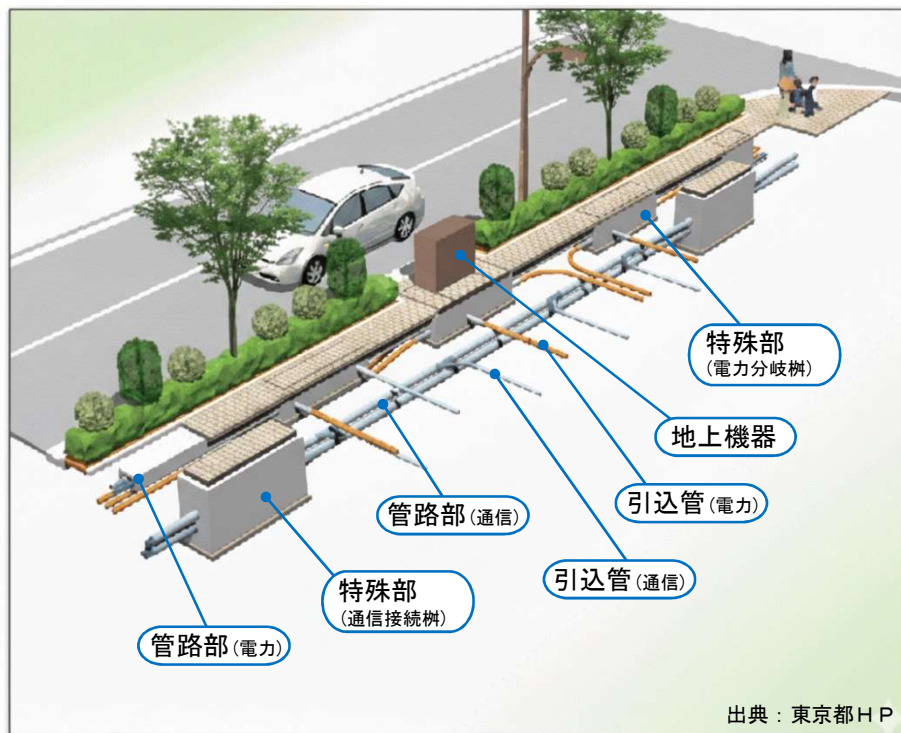 特殊部
(電力分岐桝)
地上機器
引込管(電力)
管路部(通信)
引込管(通信)
特殊部
(通信接続桝)
管路部(電力)
出典：東京都HP